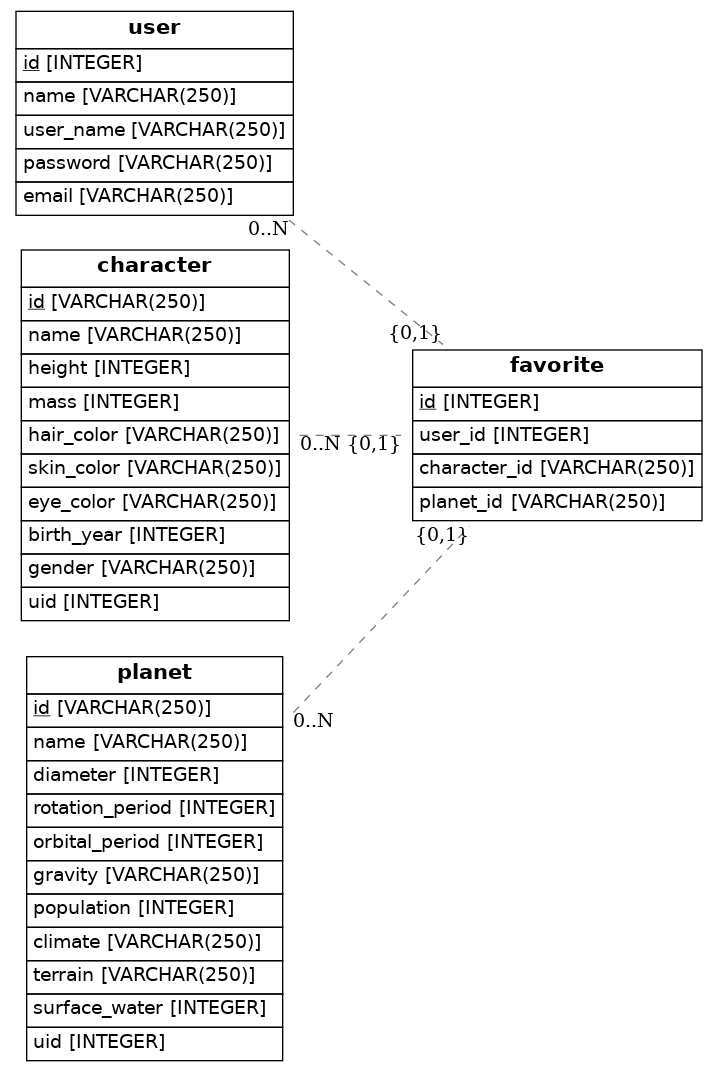 user
id [INTEGER]
name [VARCHAR(250)]
user_name [VARCHAR(250)]
password [VARCHAR(250)]
email [VARCHAR(250)]
0..N
character
id [VARCHAR(250)]
name [VARCHAR(250)]
height [INTEGER]
mass [INTEGER]
hair_color [VARCHAR(250)]
skin_color [VARCHAR(250)]
eye_color [VARCHAR(250)]
birth_year [INTEGER]
gender [VARCHAR(250)]
uid [INTEGER]
0..N {0,1}
{0,1}
favorite
id [INTEGER]
user_id [INTEGER]
character_id [VARCHAR(250)]
planet_id [VARCHAR(250)]
{0,1}
planet
id [VARCHAR(250)]
name [VARCHAR(250)]
diameter [INTEGER]
rotation_period [INTEGER]
orbital_period [INTEGER]
gravity [VARCHAR(250)]
population [INTEGER]
climate [VARCHAR(250)]
terrain [VARCHAR(250)]
surface_water [INTEGER]
uid [INTEGER]
0..N